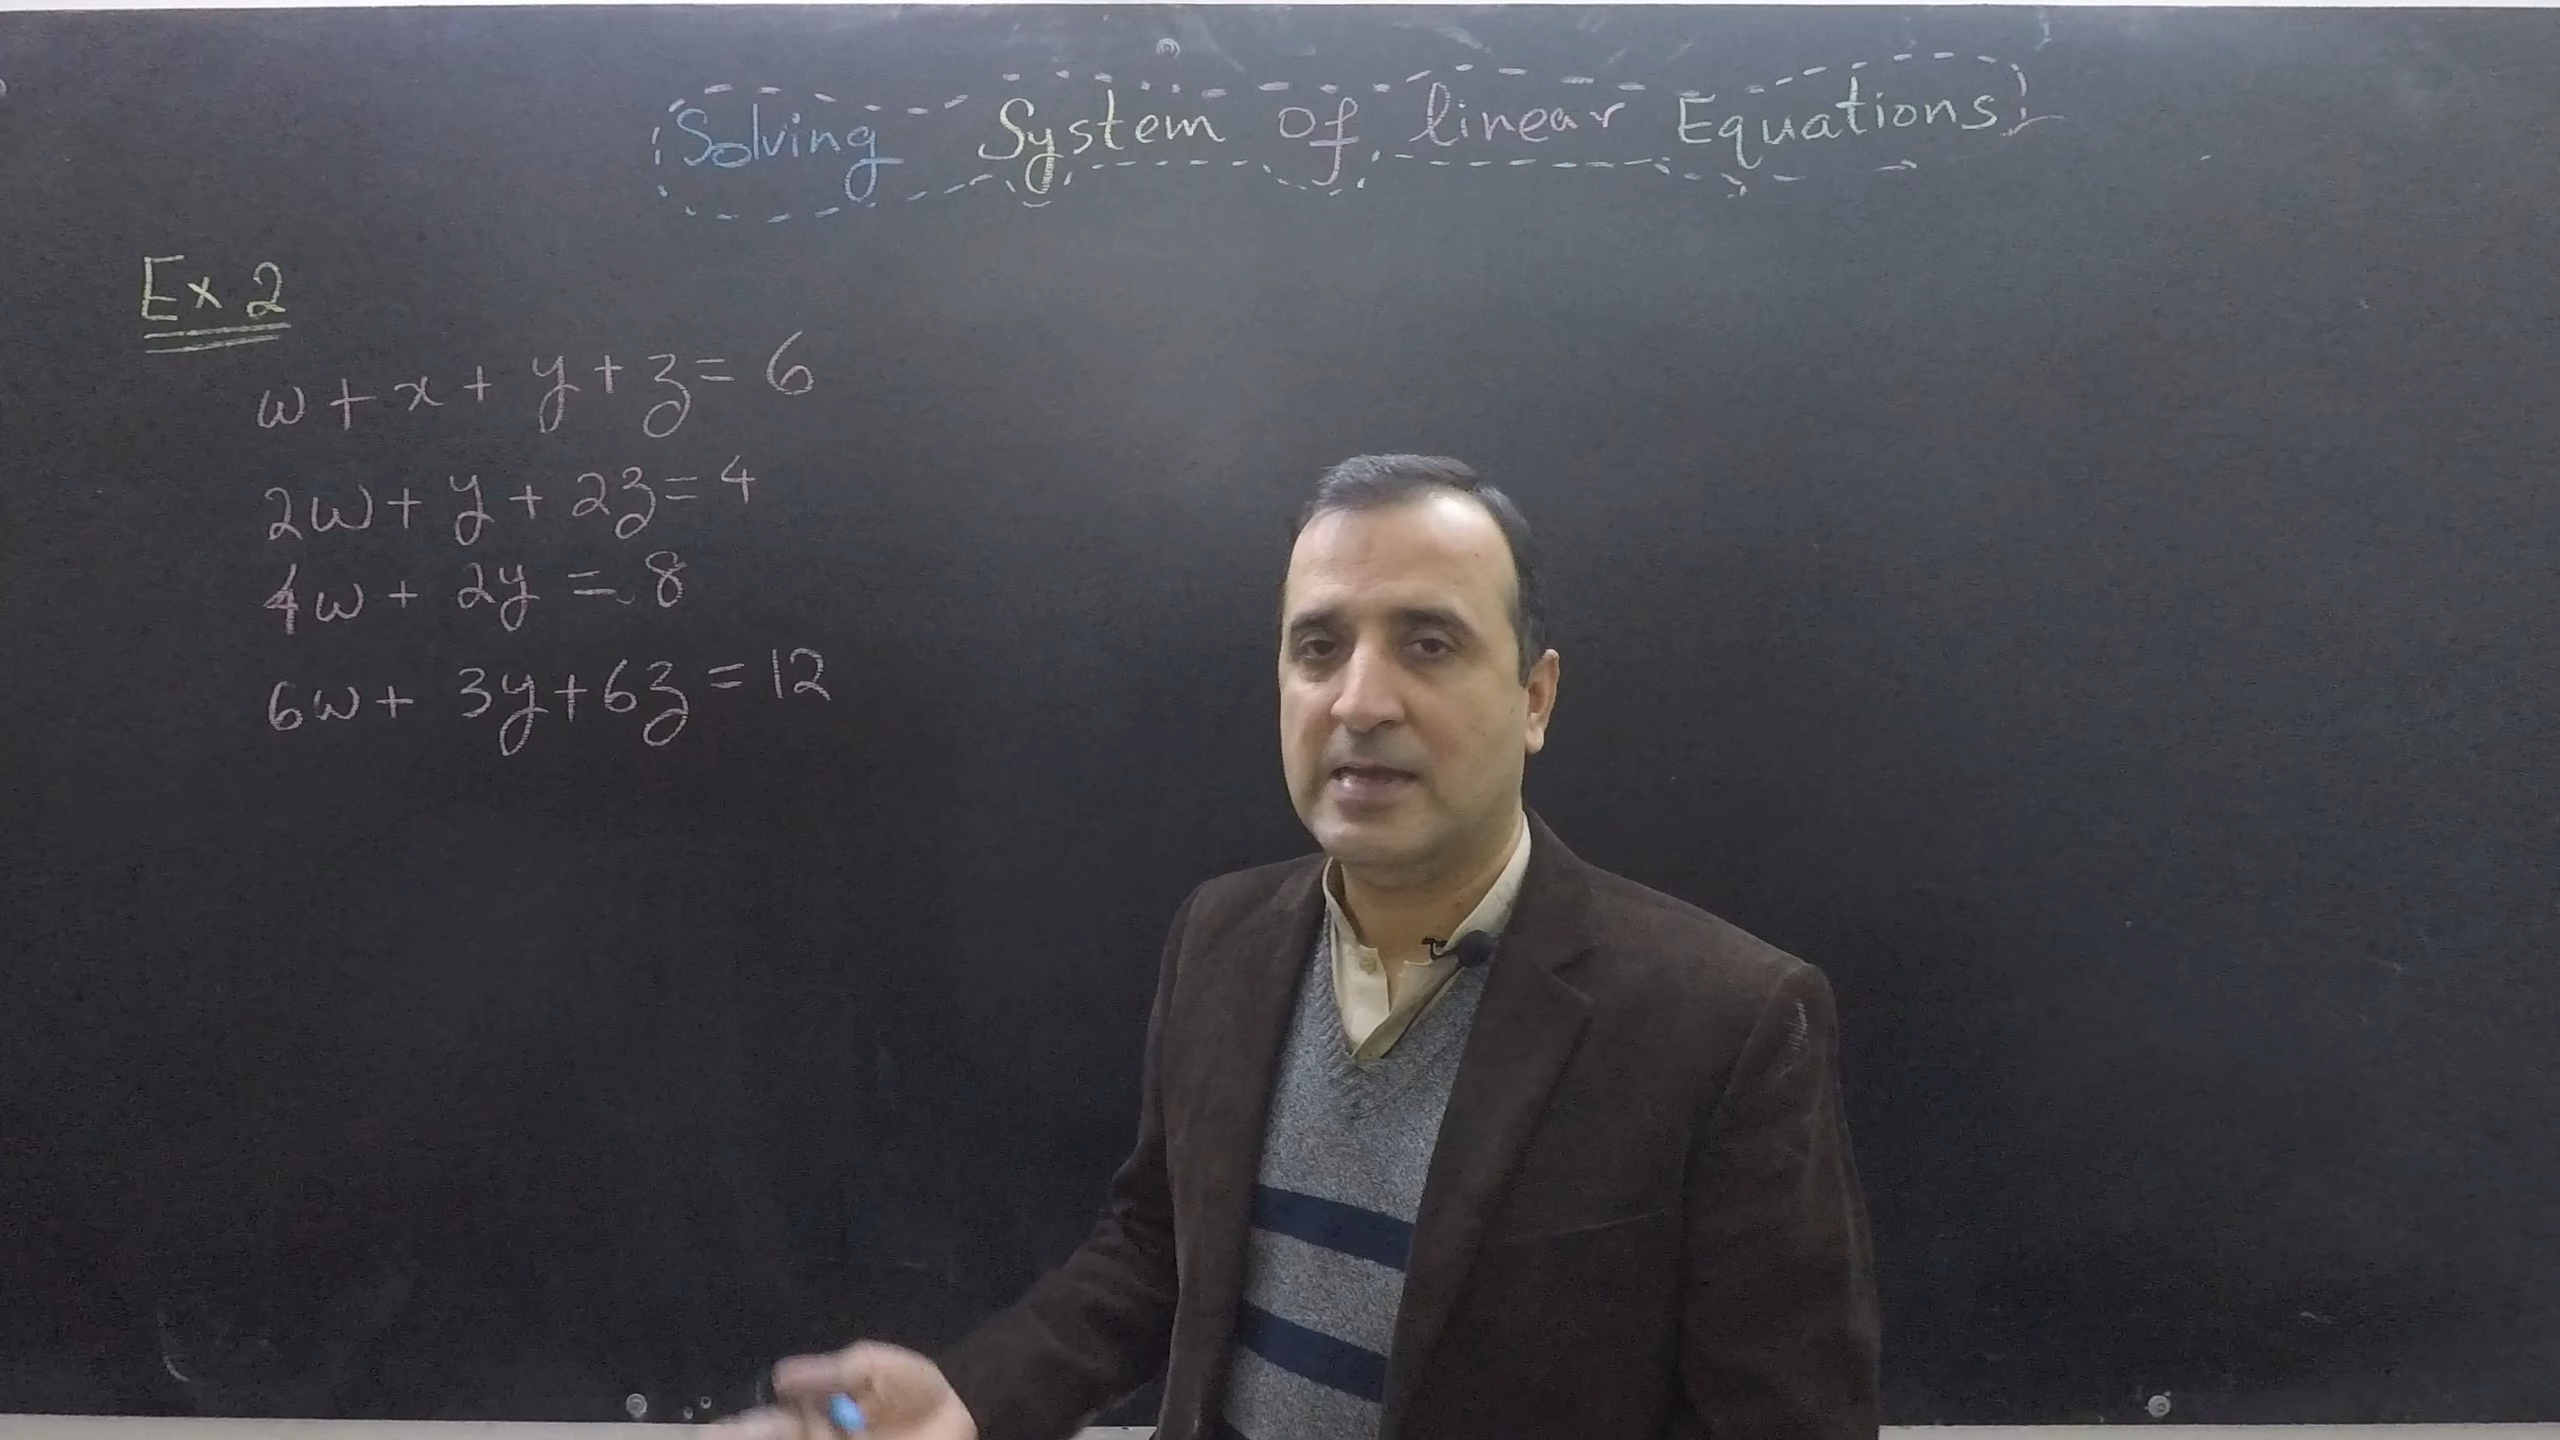 Solving System Of linear Equations
Ex 2
w + x + y + z = 6
2w + y + 2z = 4
4w + 2y = 8
6w + 3y + 6z = 12